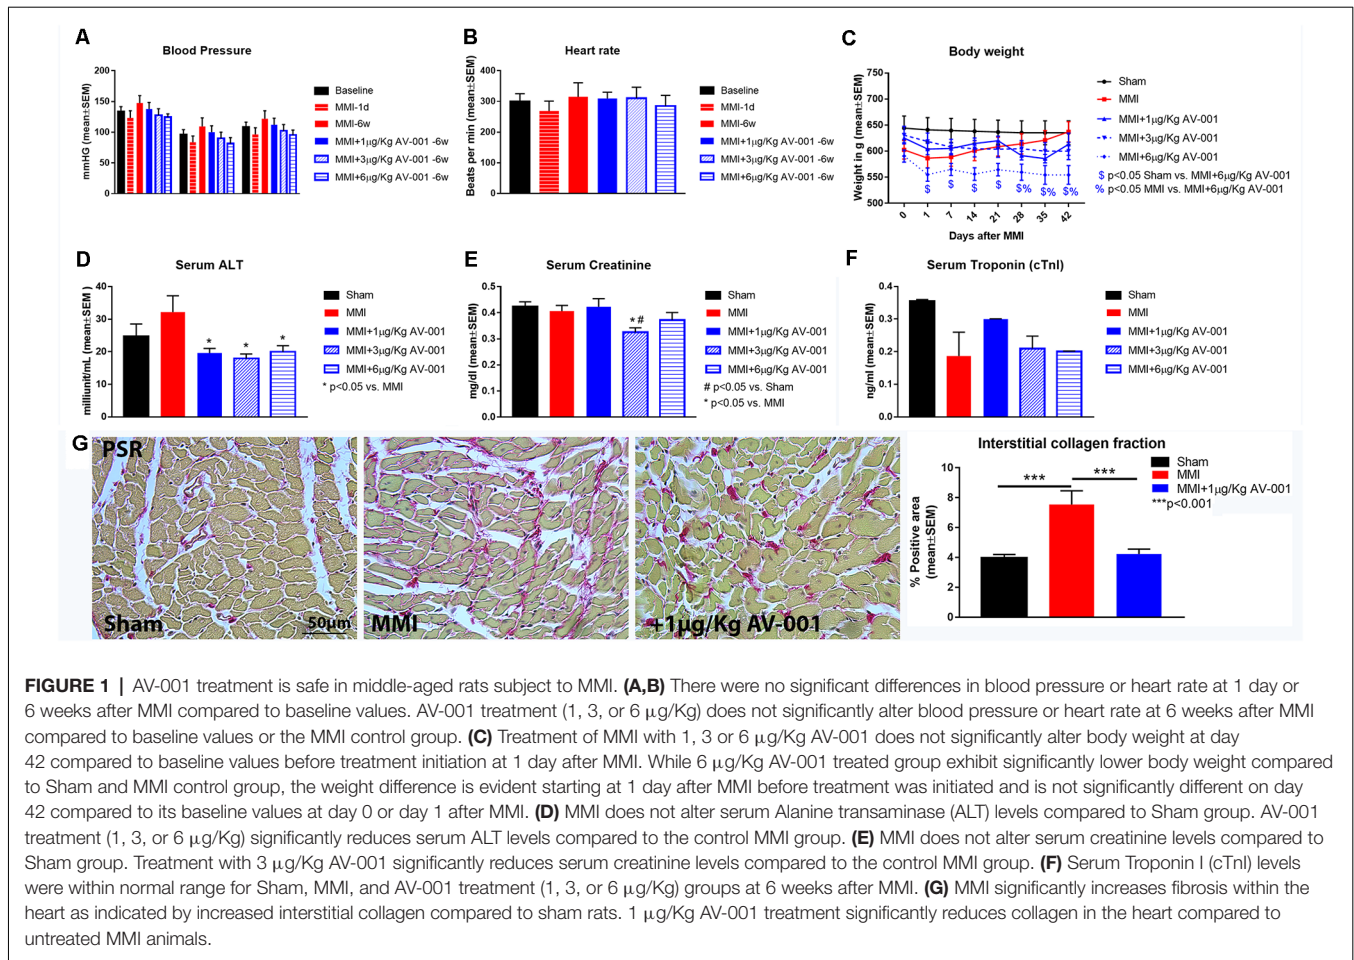 A
Blood Pressure
mmHG (mean±SEM)
200
150
100
50
0
Baseline
MMI-1d
MMI-6w
MMI+1µg/Kg AV-001 -6w
MMI+3µg/Kg AV-001 -6w
MMI+6µg/Kg AV-001 -6w
B
Heart rate
Beats per min (mean±SEM)
400
300
200
100
0
Baseline
MMI-1d
MMI-6w
MMI+1µg/Kg AV-001 -6w
MMI+3µg/Kg AV-001 -6w
MMI+6µg/Kg AV-001 -6w
C
Body weight
Weight in g (mean±SEM)
750
700
650
600
550
500
$ $ $ $ $% $% $%
0 1 7 14 21 28 35 42
Days after MMI
Sham
MMI
MMI+1µg/Kg AV-001
MMI+3µg/Kg AV-001
MMI+6µg/Kg AV-001
$ p<0.05 Sham vs. MMI+6µg/Kg AV-001
% p<0.05 MMI vs. MMI+6µg/Kg AV-001
D
Serum ALT
milliunit/mL (mean±SEM )
40
30
20
10
0
* * *
Sham
MMI
MMI+1µg/Kg AV-001
MMI+3µg/Kg AV-001
MMI+6µg/Kg AV-001
* p<0.05 vs. MMI
E
Serum Creatinine
mg/dl (mean±SEM)
0.5
0.4
0.3
0.2
0.1
0.0
* #
Sham
MMI
MMI+1µg/Kg AV-001
MMI+3µg/Kg AV-001
MMI+6µg/Kg AV-001
# p<0.05 vs. Sham
* p<0.05 vs. MMI
F
Serum Troponin (cTnI)
ng/ml (mean±SEM)
0.4
0.3
0.2
0.1
0.0
Sham
MMI
MMI+1µg/Kg AV-001
MMI+3µg/Kg AV-001
MMI+6µg/Kg AV-001
G
PSR
Sham
50µm
MMI
+1µg/Kg AV-001
Interstitial collagen fraction
% Positive area
(mean±SEM)
10
8
6
4
2
0
*** ***
Sham
MMI
MMI+1µg/Kg AV-001
***p<0.001
FIGURE 1 | AV-001 treatment is safe in middle-aged rats subject to MMI. (A,B) There were no significant differences in blood pressure or heart rate at 1 day or
6 weeks after MMI compared to baseline values. AV-001 treatment (1, 3, or 6 µg/Kg) does not significantly alter blood pressure or heart rate at 6 weeks after MMI
compared to baseline values or the MMI control group. (C) Treatment of MMI with 1, 3 or 6 µg/Kg AV-001 does not significantly alter body weight at day
42 compared to baseline values before treatment initiation at 1 day after MMI. While 6 µg/Kg AV-001 treated group exhibit significantly lower body weight compared
to Sham and MMI control group, the weight difference is evident starting at 1 day after MMI before treatment was initiated and is not significantly different on day
42 compared to its baseline values at day 0 or day 1 after MMI. (D) MMI does not alter serum Alanine transaminase (ALT) levels compared to Sham group. AV-001
treatment (1, 3, or 6 µg/Kg) significantly reduces serum ALT levels compared to the control MMI group. (E) MMI does not alter serum creatinine levels compared to
Sham group. Treatment with 3 µg/Kg AV-001 significantly reduces serum creatinine levels compared to the control MMI group. (F) Serum Troponin I (cTnI) levels
were within normal range for Sham, MMI, and AV-001 treatment (1, 3, or 6 µg/Kg) groups at 6 weeks after MMI. (G) MMI significantly increases fibrosis within the
heart as indicated by increased interstitial collagen compared to sham rats. 1 µg/Kg AV-001 treatment significantly reduces collagen in the heart compared to
untreated MMI animals.